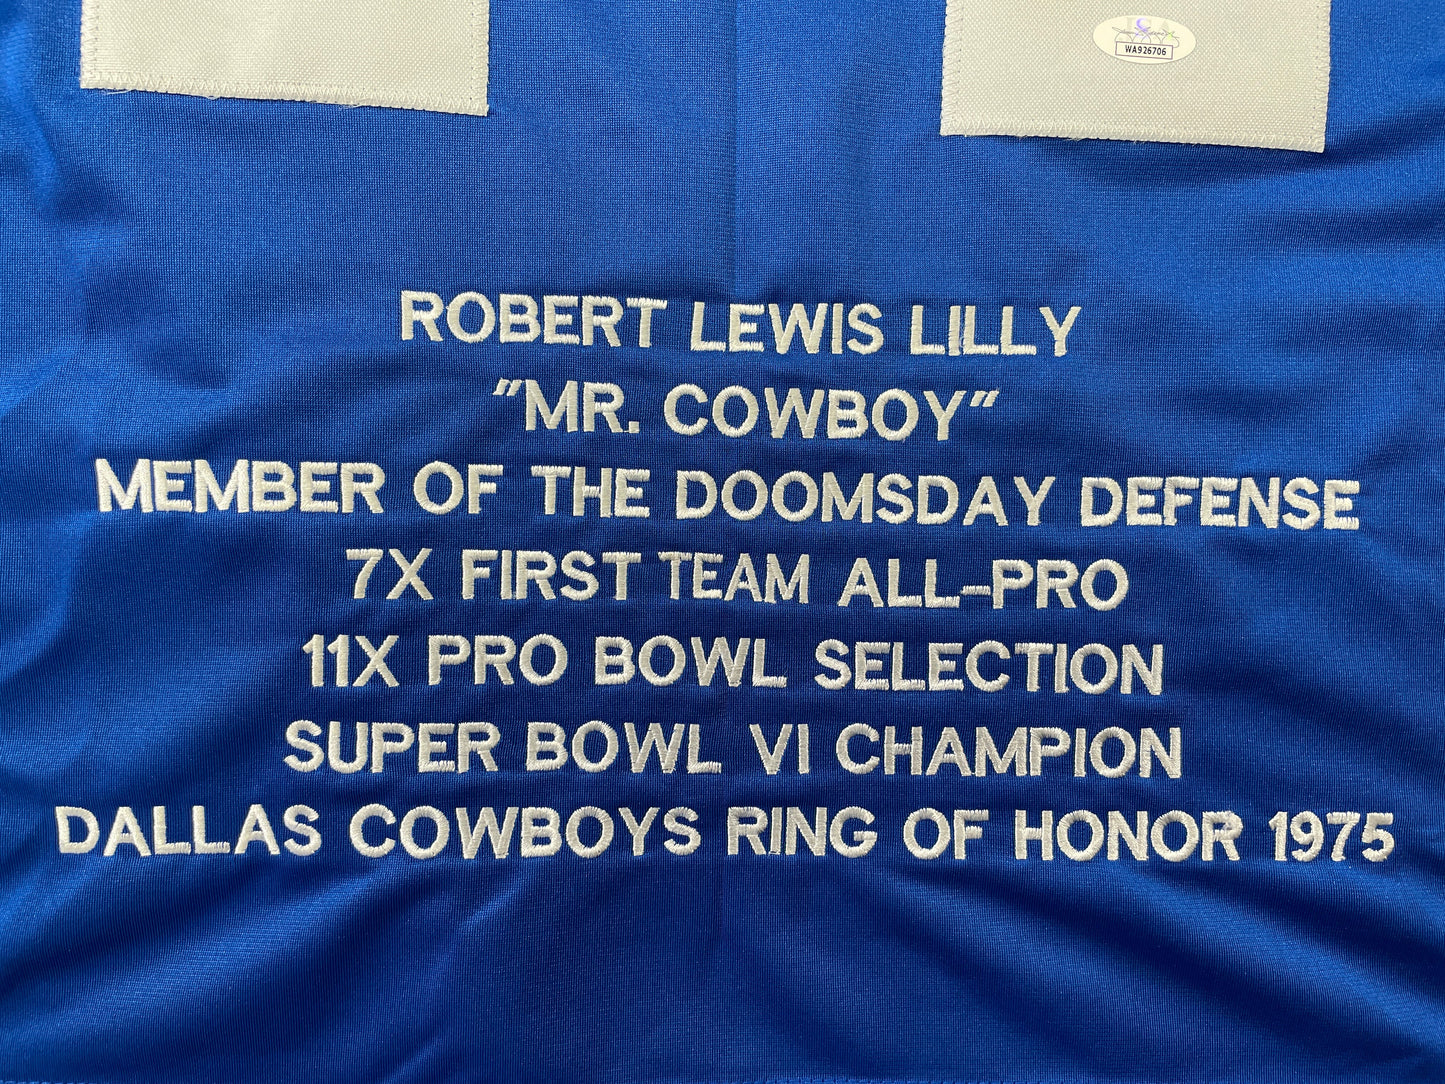 WA926706
ROBERT LEWIS LILLY
"MR. COWBOY"
MEMBER OF THE DOOMSDAY DEFENSE
7X FIRST TEAM ALL-PRO
11X PRO BOWL SELECTION
SUPER BOWL VI CHAMPION
DALLAS COWBOYS RING OF HONOR 1975